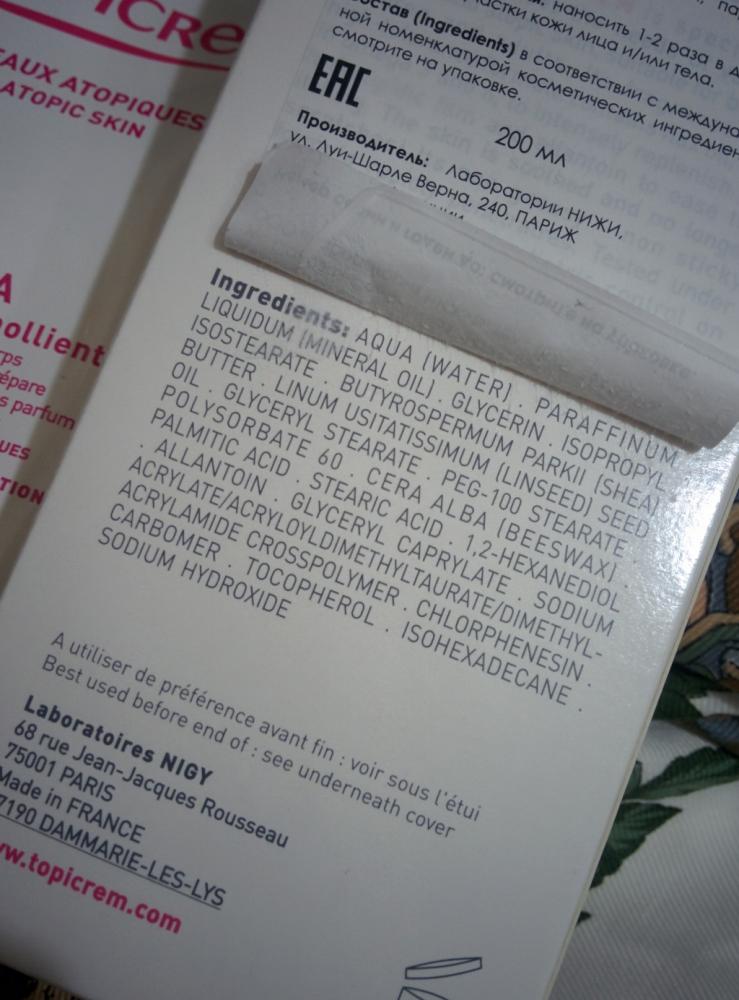 EAUX ATOPIQUES
ATOPIC SKIN
A
ollient
rps
épare
s parfum
QUES
TION
наносить 1-2 раза в
участки кожи лица и/или тела.
Состав (Ingredients) в соответствии с междуна
ной номенклатурой косметических ингредиен
смотрите на упаковке.
EAC
200 мл
Производитель: Лаборатории НИЖИ,
ул. Луи-Шарле Верна, 240, ПАРИЖ
Ingredients: AQUA (WATER) . PARAFFINUM
LIQUIDUM (MINERAL OIL) . GLYCERIN . ISOPROPYL
ISOSTEARATE . BUTYROSPERMUM PARKII (SHEA)
BUTTER . LINUM USITATISSIMUM (LINSEED) SEED
OIL . GLYCERYL STEARATE . PEG-100 STEARATE .
POLYSORBATE 60 . CERA ALBA (BEESWAX) .
PALMITIC ACID . STEARIC ACID . 1,2-HEXANEDIOL
. ALLANTOIN . GLYCERYL CAPRYLATE . SODIUM
ACRYLATE/ACRYLOYLDIMETHYLTAURATE/DIMETHYL-
ACRYLAMIDE CROSSPOLYMER . CHLORPHENESIN .
CARBOMER . TOCOPHEROL . ISOHEXADECANE .
SODIUM HYDROXIDE
A utiliser de préférence avant fin : voir sous l'étui
Best used before end of : see underneath cover
Laboratoires NIGY
68 rue Jean-Jacques Rousseau
75001 PARIS
Made in FRANCE
7190 DAMMARIE-LES-LYS
ww.topicrem.com